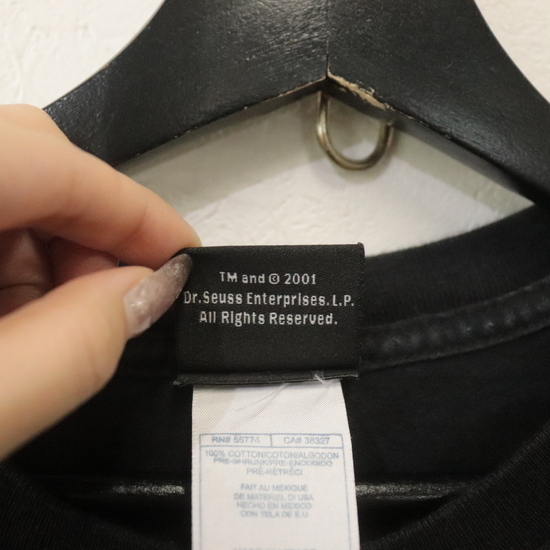 TM and © 2001
Dr.Seuss Enterprises.L.P.
All Rights Reserved.
RN# 55774 CA# 38327
100% COTTON/COTON/ALGODON
PRE-SHRUNK/PRE-ENCOGIDO
PRÉ-RÉTRÉCI
FAIT AU MEXIQUE
DE MATERIEL DI USA
HECHO EN MEXICO
CON TELA DE E.U.